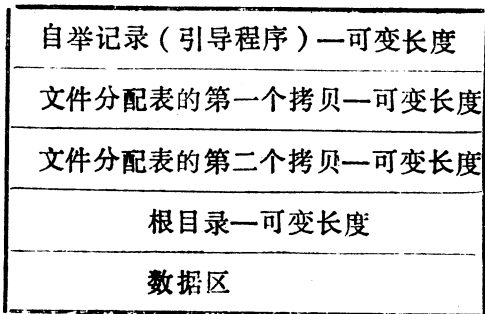 自举记录(引导程序)—可变长度
文件分配表的第一个拷贝—可变长度
文件分配表的第二个拷贝—可变长度
根目录—可变长度
数据区